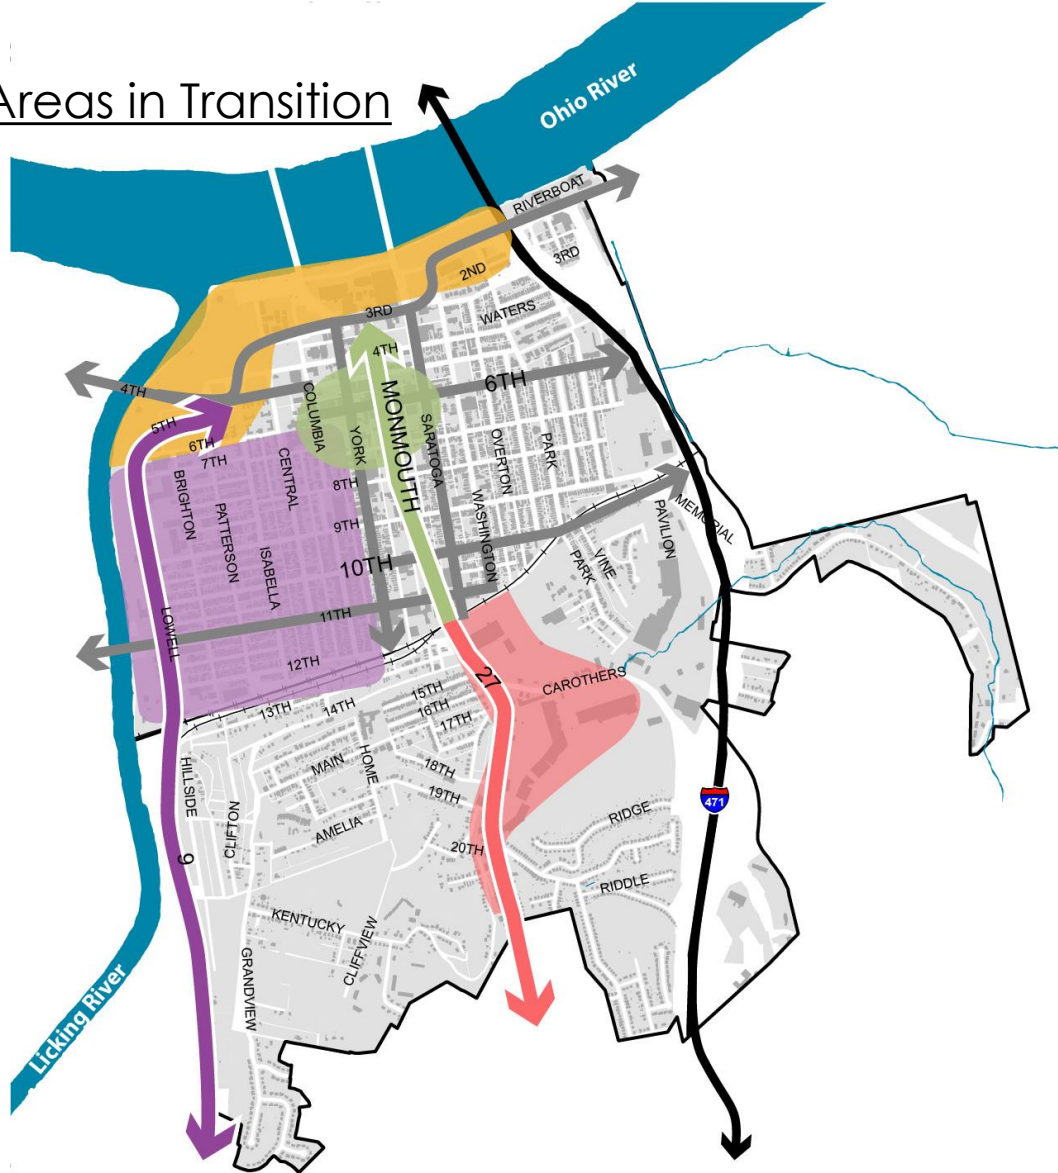 Areas in Transition
Ohio River
RIVERBOAT
3RD
2ND
WATERS
3RD
4TH
6TH
4TH
5TH
6TH
7TH
COLUMBIA
YORK
MONMOUTH
SARATOGA
OVERTON
PARK
CENTRAL
BRIGHTON
PATTERSON
ISABELLA
8TH
9TH
10TH
WASHINGTON
MEMORIAL
PAVILION
VINE
PARK
11TH
LOWELL
12TH
13TH
14TH
15TH
16TH
17TH
27
CAROTHERS
MAIN
HOME
18TH
19TH
HILLSIDE
CLIFTON
AMELIA
20TH
9
471
RIDGE
RIDDLE
KENTUCKY
CLIFFVIEW
GRANDVIEW
Licking River